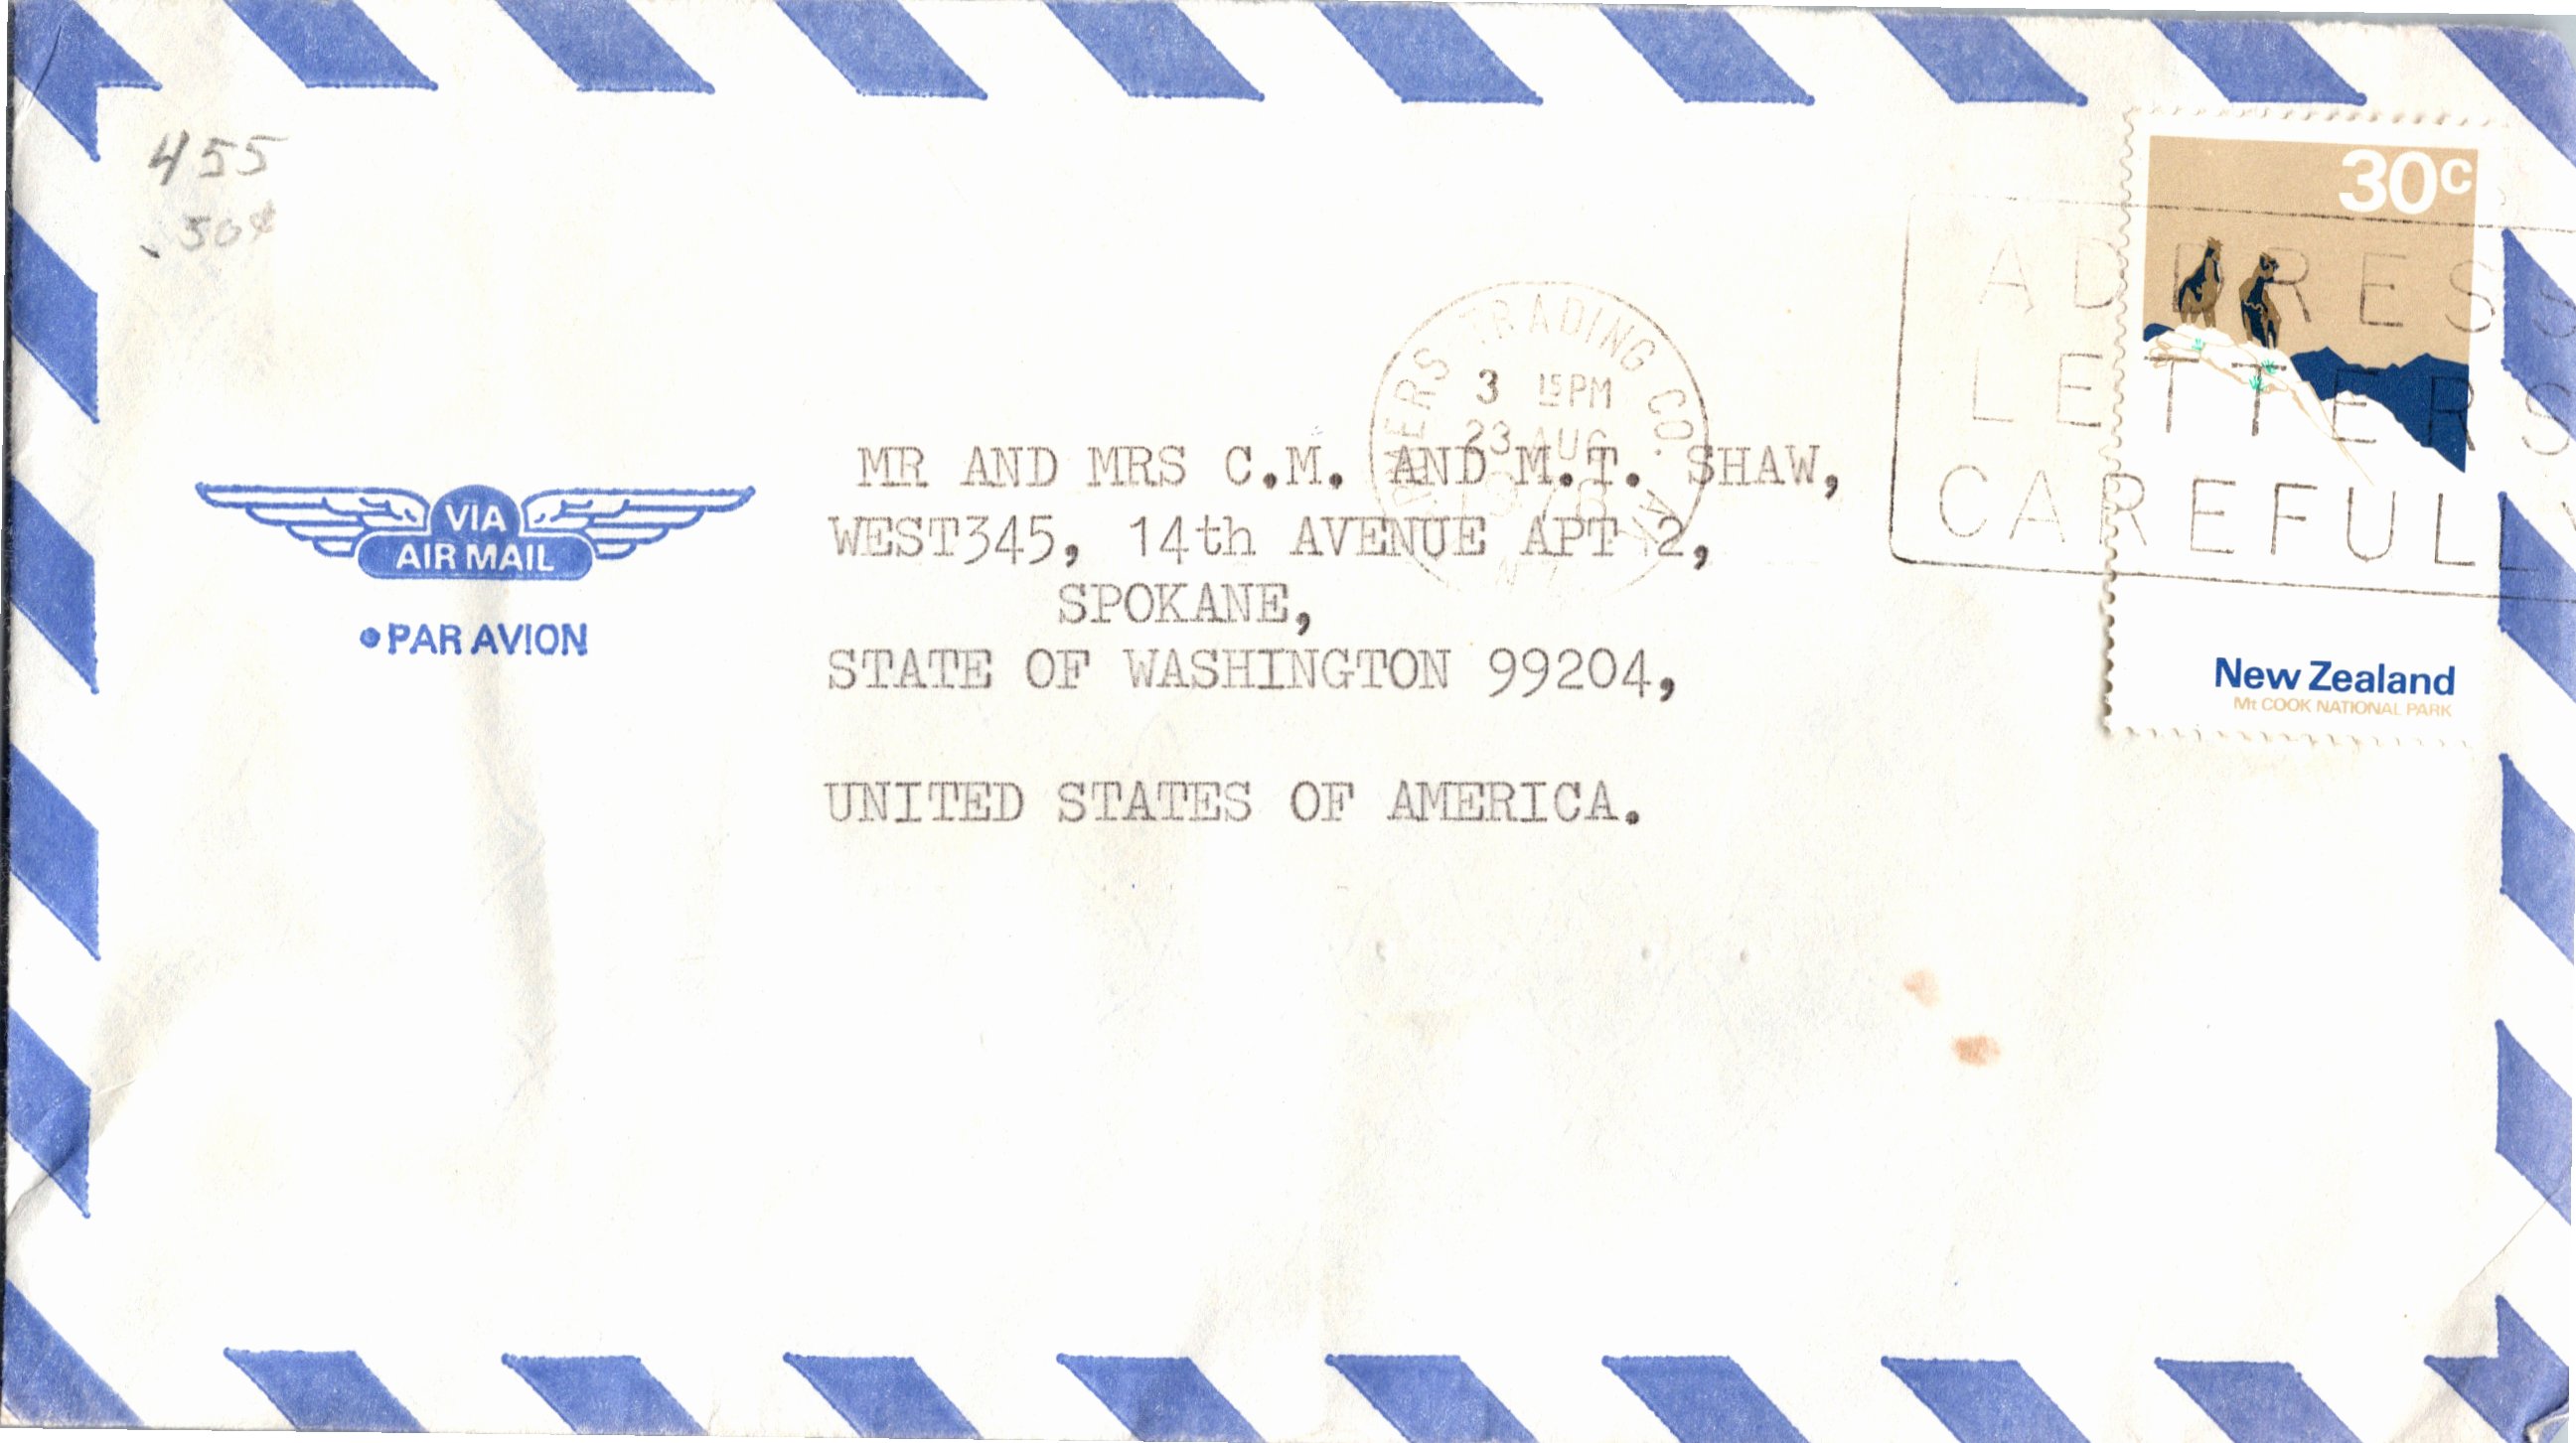 455
.50¢
30c
ADDRESS
LETTERS
CAREFULLY
TRADING CO.
3 15PM
23 AUG
MR AND MRS C.M. AND M.T. SHAW,
WEST345, 14th AVENUE APT 2,
SPOKANE,
STATE OF WASHINGTON 99204,
UNITED STATES OF AMERICA.
VIA
AIR MAIL
•PAR AVION
New Zealand
Mt COOK NATIONAL PARK